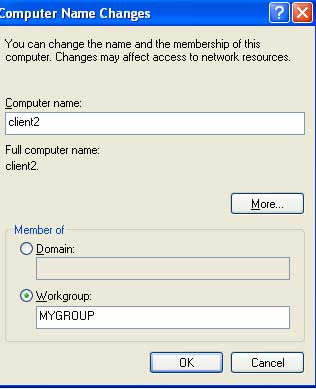 Computer Name Changes
You can change the name and the membership of this
computer. Changes may affect access to network resources.
Computer name:
client2
Full computer name:
client2.
More...
Member of
Domain:
Workgroup:
MYGROUP
OK Cancel